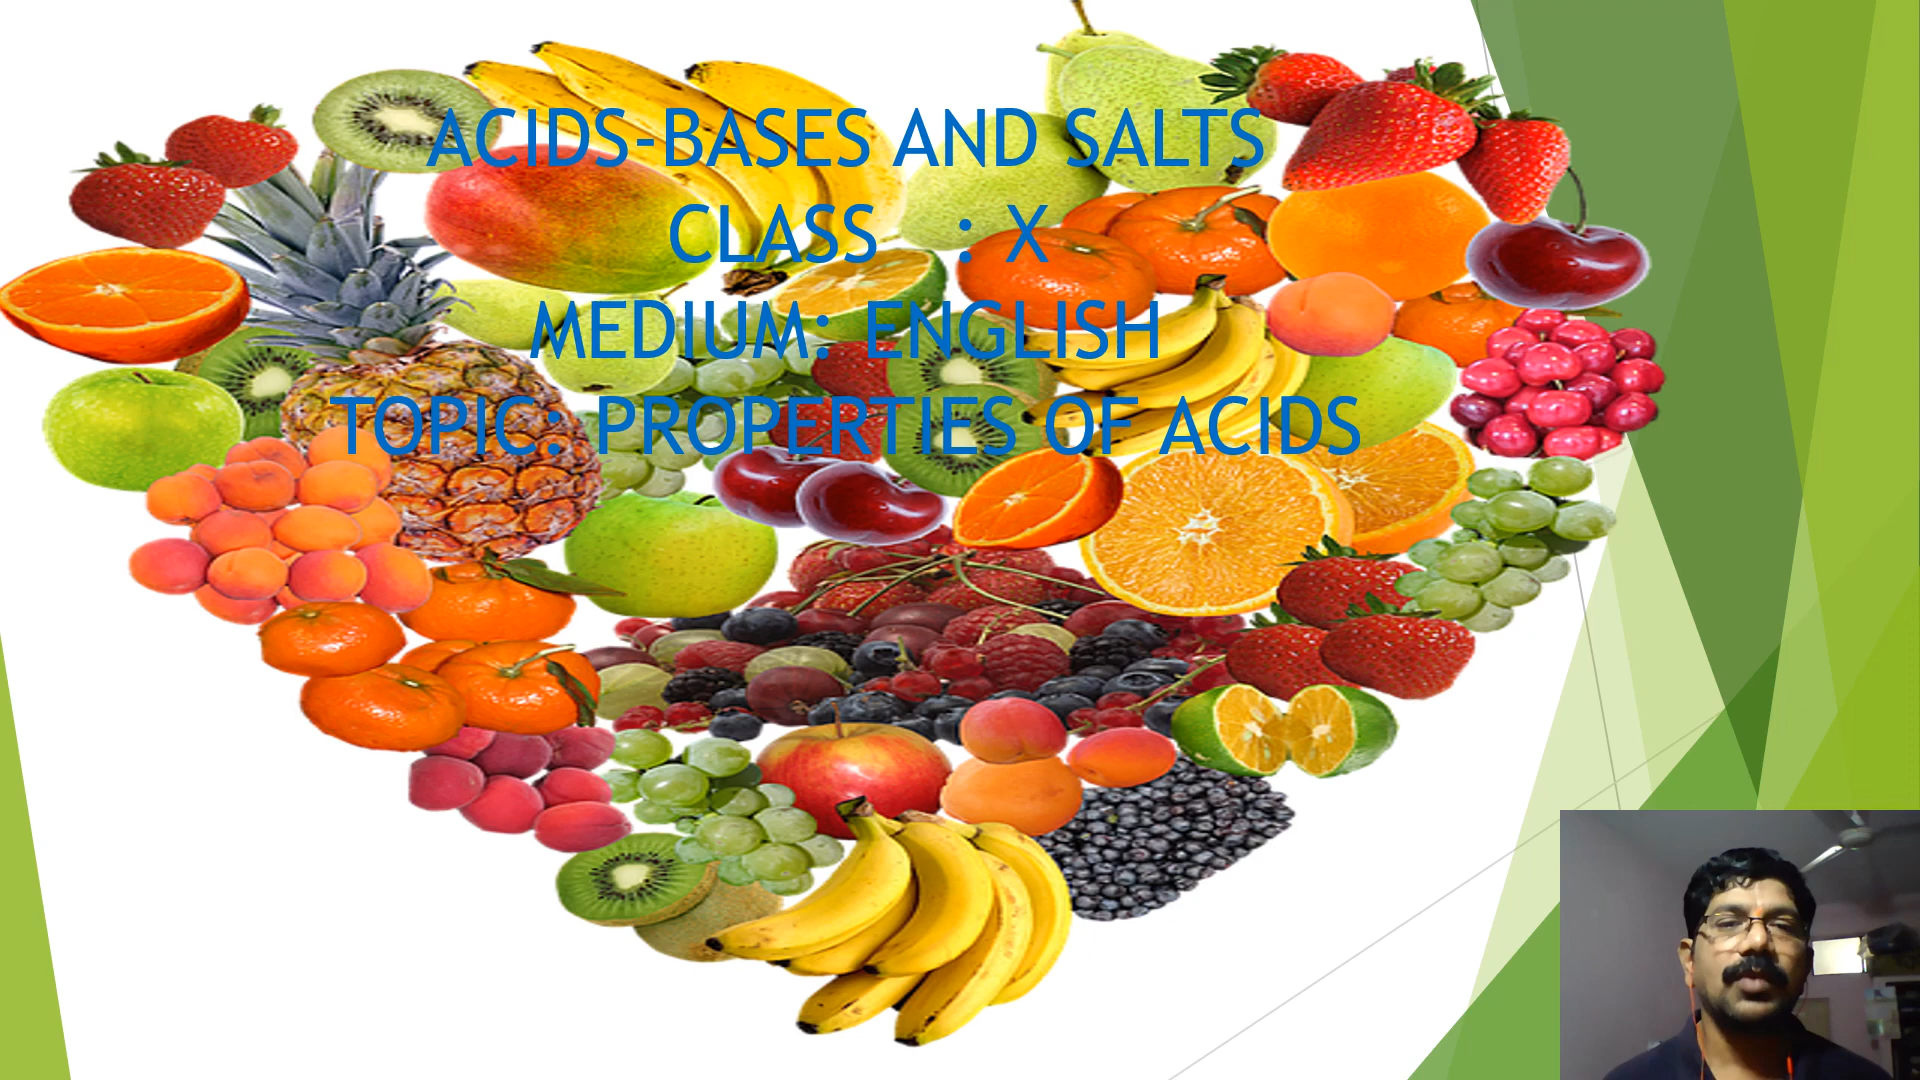 ACIDS-BASES AND SALTS
CLASS : X
MEDIUM: ENGLISH
TOPIC: PROPERTIES OF ACIDS